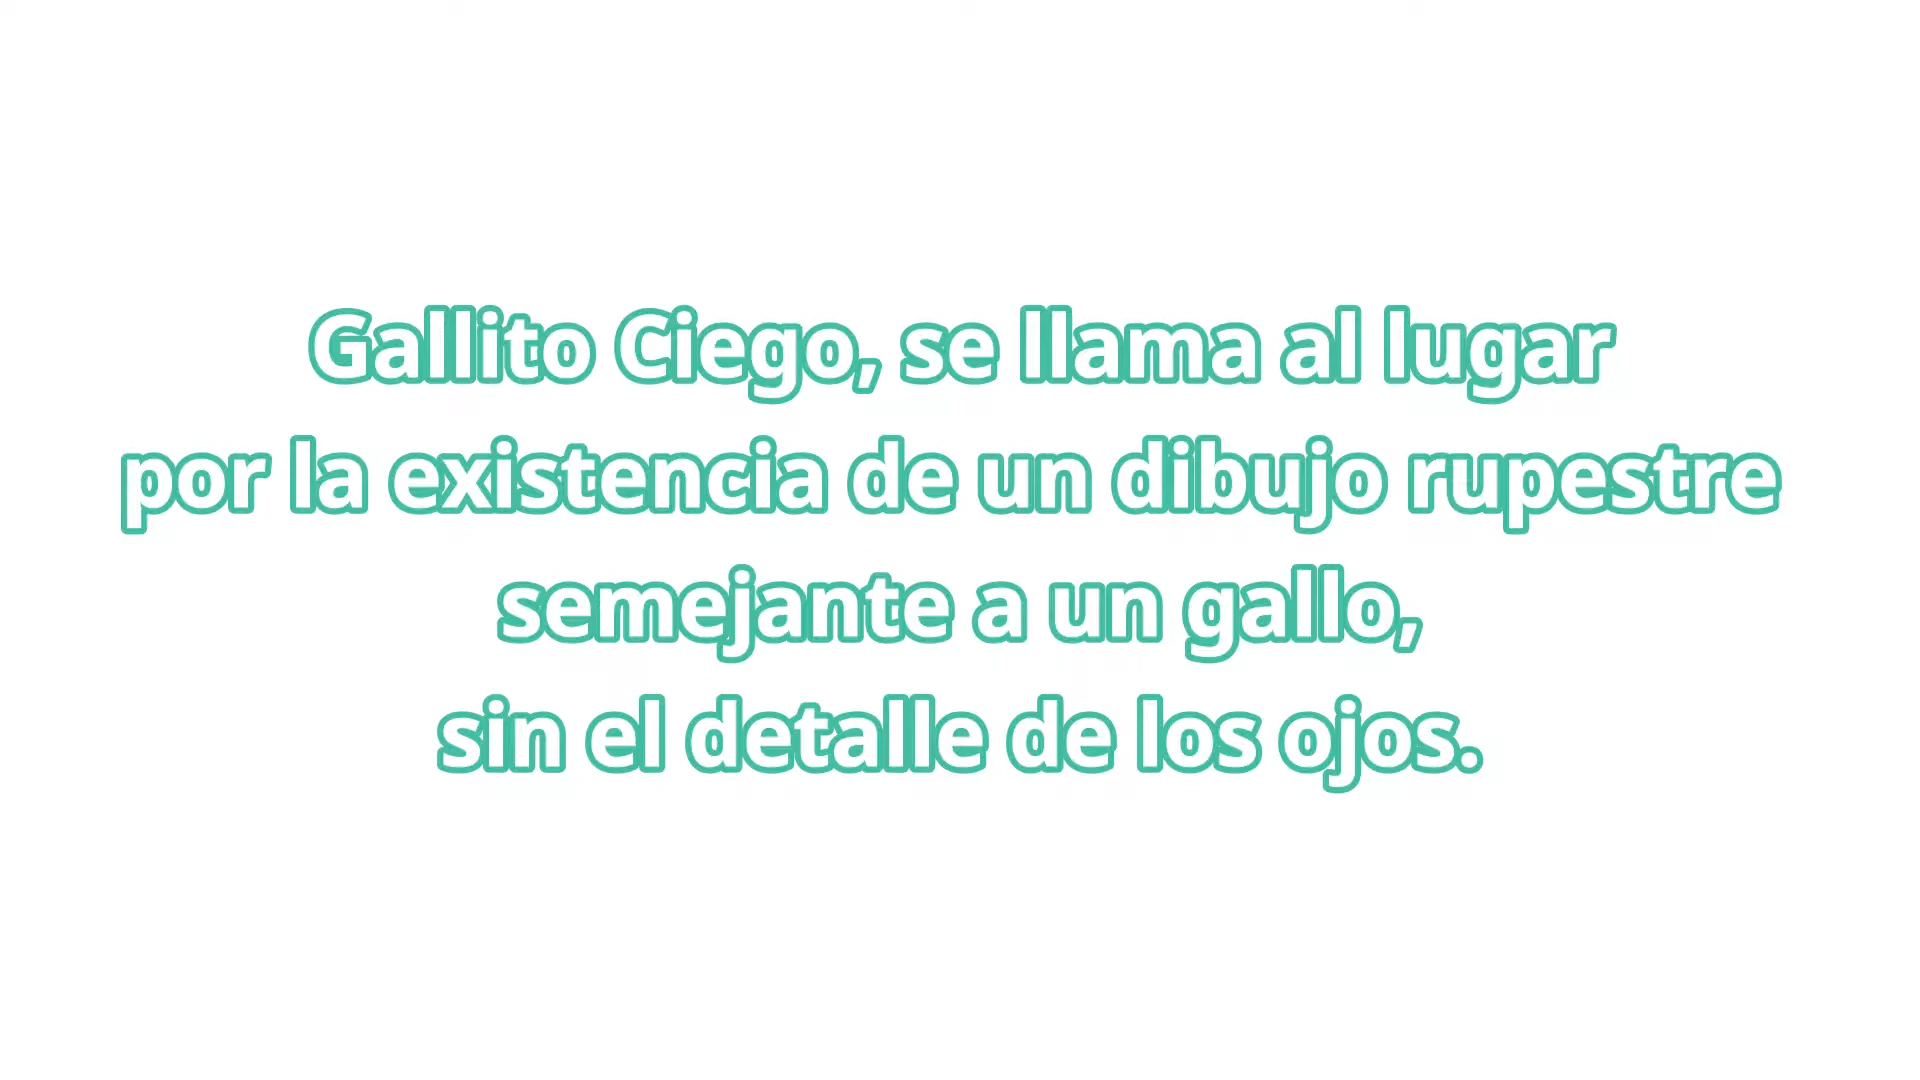 Gallito Ciego, se llama al lugar
por la existencia de un dibujo rupestre
semejante a un gallo,
sin el detalle de los ojos.